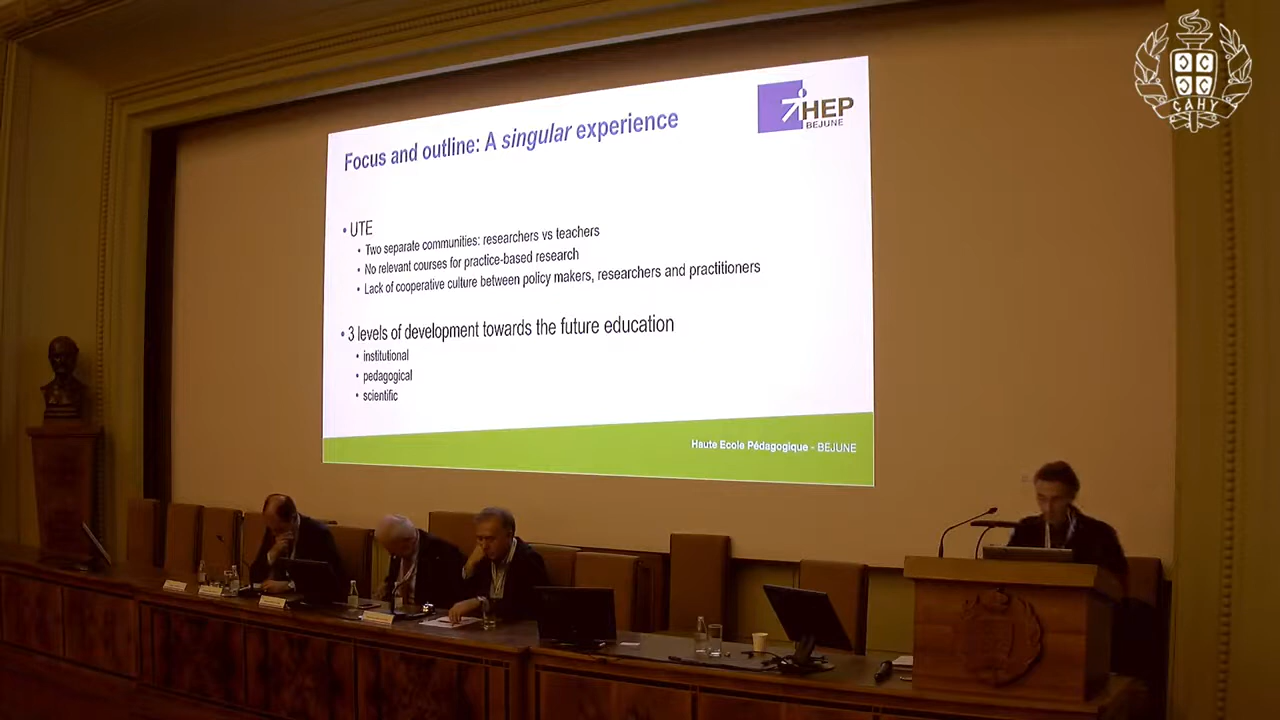 HEP
BEJUNE
Focus and outline: A singular experience
• UTE
• Two separate communities: researchers vs teachers
• No relevant courses for practice-based research
• Lack of cooperative culture between policy makers, researchers and practitioners
• 3 levels of development towards the future education
• institutional
• pedagogical
• scientific
Haute Ecole Pédagogique - BEJUNE
САНУ